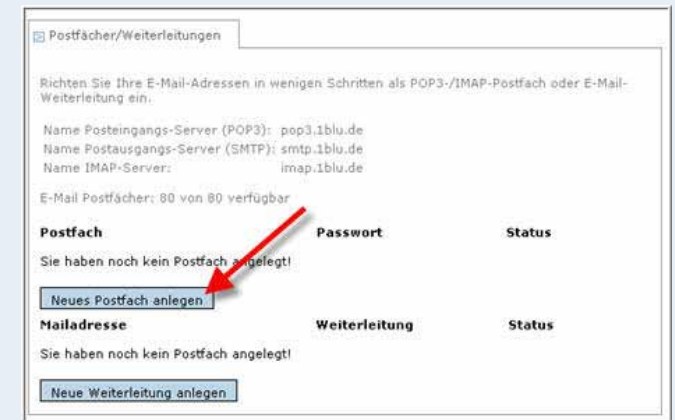 Postfächer/Weiterleitungen
Richten Sie Ihre E-Mail-Adressen in wenigen Schritten als POP3-/IMAP-Postfach oder E-Mail-
Weiterleitung ein.
Name Posteingangs-Server (POP3): pop3.1blu.de
Name Postausgangs-Server (SMTP): smtp.1blu.de
Name IMAP-Server: imap.1blu.de
E-Mail Postfächer: 80 von 80 verfügbar
Postfach Passwort Status
Sie haben noch kein Postfach angelegt!
Neues Postfach anlegen
Mailadresse Weiterleitung Status
Sie haben noch kein Postfach angelegt!
Neue Weiterleitung anlegen